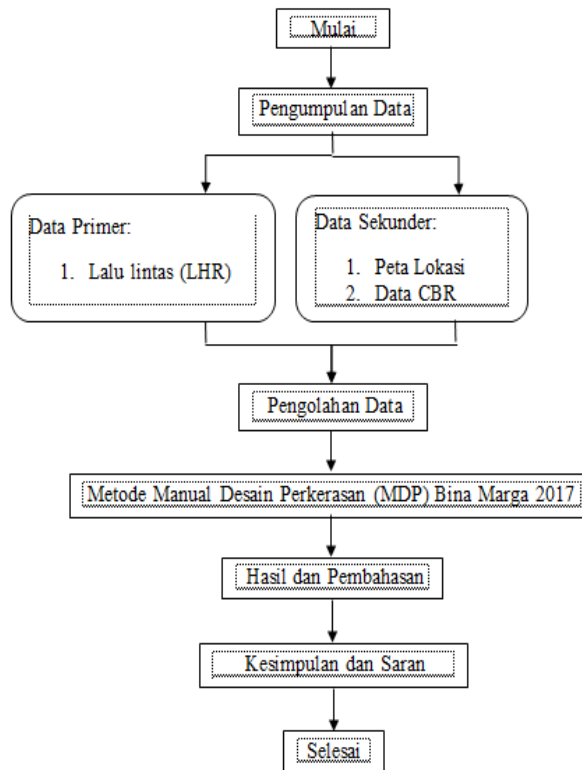 Mulai
Pengumpulan Data
Data Primer:
1. Lalu lintas (LHR)
Data Sekunder:
1. Peta Lokasi
2. Data CBR
Pengolahan Data
Metode Manual Desain Perkerasan (MDP) Bina Marga 2017
Hasil dan Pembahasan
Kesimpulan dan Saran
Selesai